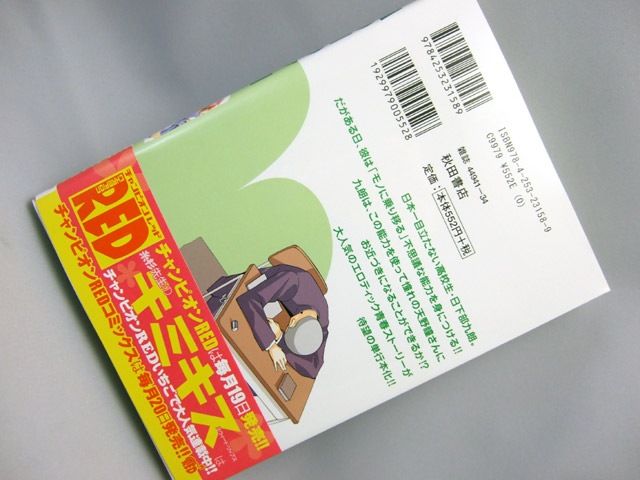 9784253231589
1929979005528
ISBN978-4-253-23158-9
C9979 ¥552E (0)
雑誌 44941-34
秋田書店
定価:本体552円+税
日本一目立たない高校生・日下部九朗。
だがある日、彼は「モノに乗り移る」不思議な能力を身につける!!
九朗は、この能力を使って憧れの天野翠さんに
お近づきになることができるか!?
大人気のエロティック青春ストーリーが
待望の単行本化!!
チャンピオンレッド
RED
チャンピオンREDは毎月19日発売!!
キミキス
は
チャンピオンREDいちごで大人気連載中!!
チャンピオンREDコミックスは毎月20日発売!!